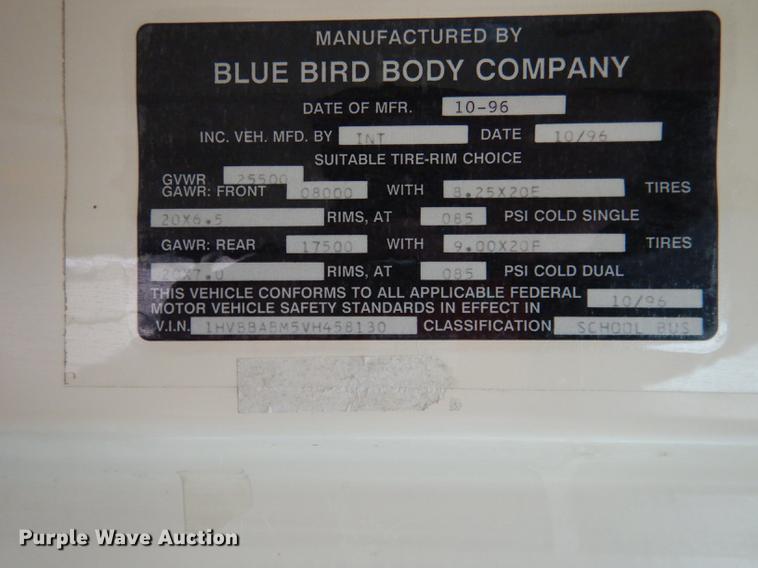 MANUFACTURED BY
BLUE BIRD BODY COMPANY
DATE OF MFR. 10-96
INC. VEH. MFD. BY INT DATE 10/96
SUITABLE TIRE-RIM CHOICE
GVWR 25500
GAWR: FRONT 08000 WITH 8.25X20E TIRES
20X6.5 RIMS, AT 085 PSI COLD SINGLE
GAWR: REAR 17500 WITH 9.00X20F TIRES
20X7.0 RIMS, AT 085 PSI COLD DUAL
THIS VEHICLE CONFORMS TO ALL APPLICABLE FEDERAL
MOTOR VEHICLE SAFETY STANDARDS IN EFFECT IN 10/96
V.I.N. 1HVBBABM5VH458130 CLASSIFICATION SCHOOL BUS
Purple Wave Auction